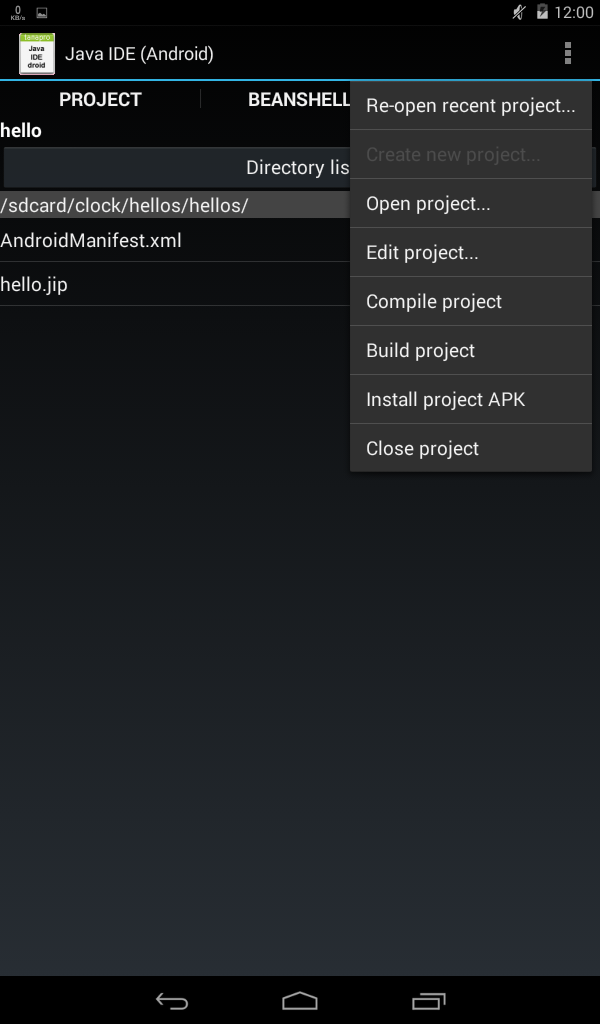 0
KB/s
12:00
tanapro
Java
IDE
droid
Java IDE (Android)
PROJECT
BEANSHELL
hello
Directory lis
/sdcard/clock/hellos/hellos/
AndroidManifest.xml
hello.jip
Re-open recent project...
Create new project...
Open project...
Edit project...
Compile project
Build project
Install project APK
Close project